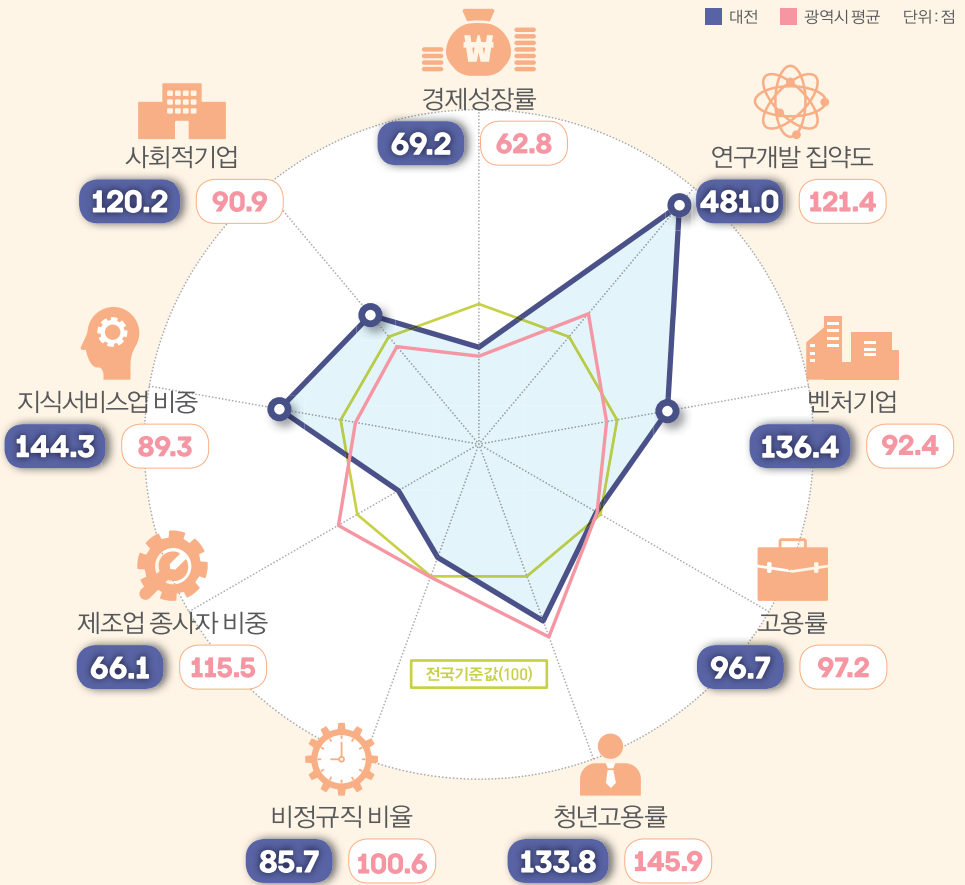 대전 광역시 평균 단위 : 점
₩
경제성장률
69.2 62.8
연구개발 집약도
481.0 121.4
벤처기업
136.4 92.4
고용률
96.7 97.2
청년고용률
133.8 145.9
비정규직 비율
85.7 100.6
제조업 종사자 비중
66.1 115.5
지식서비스업 비중
144.3 89.3
사회적기업
120.2 90.9
전국기준값(100)